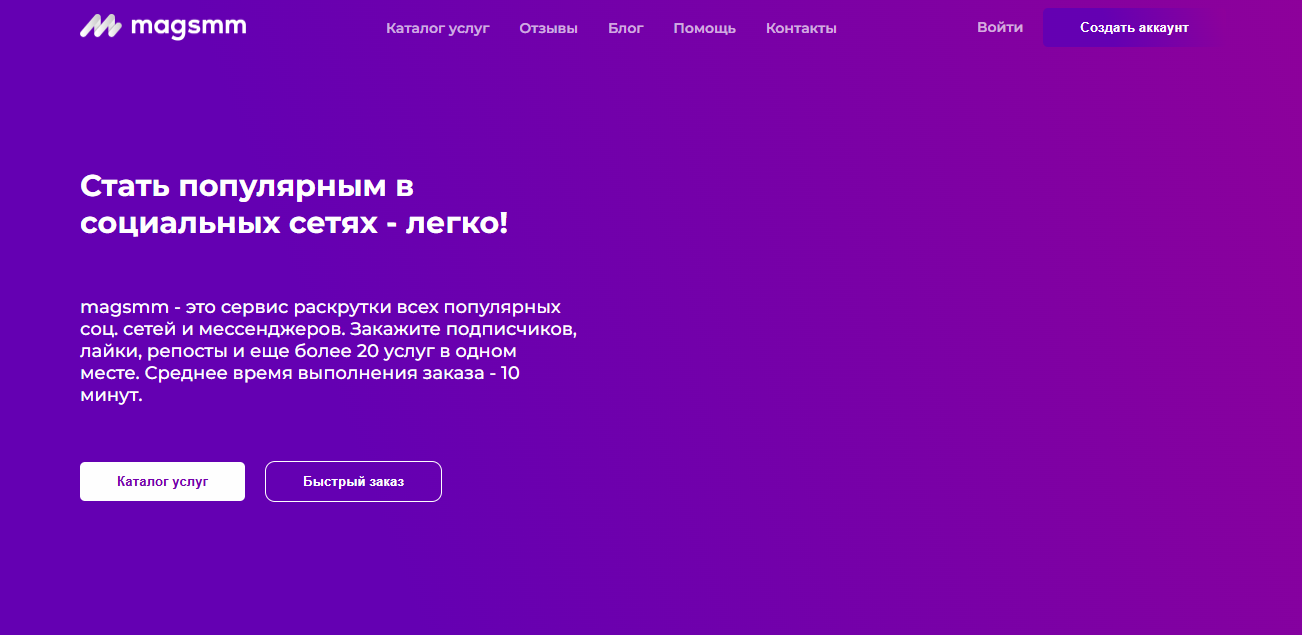 magsmm
Каталог услуг
Отзывы
Блог
Помощь
Контакты
Войти
Создать аккаунт
Стать популярным в
социальных сетях - легко!
magsmm - это сервис раскрутки всех популярных
соц. сетей и мессенджеров. Закажите подписчиков,
лайки, репосты и еще более 20 услуг в одном
месте. Среднее время выполнения заказа - 10
минут.
Каталог услуг
Быстрый заказ